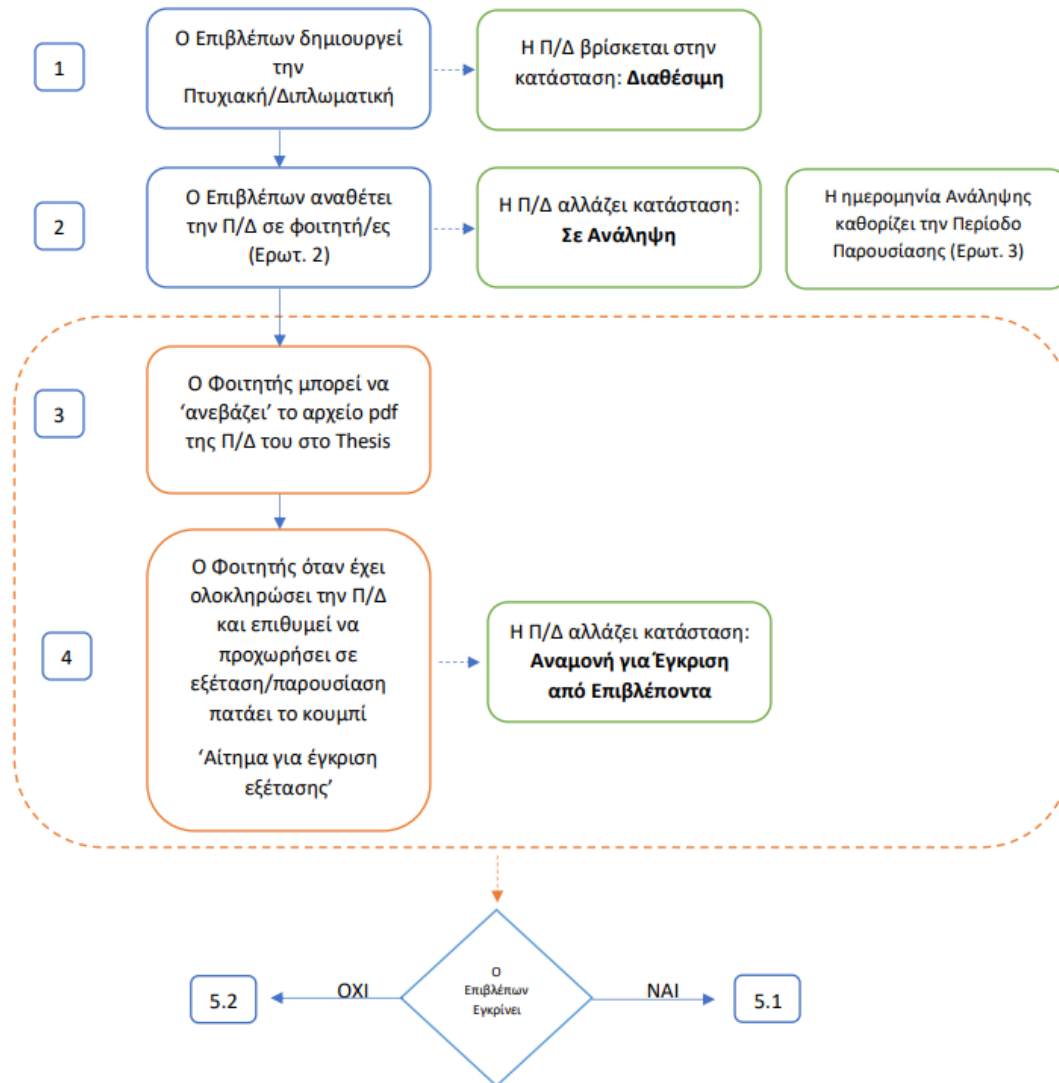 1
Ο Επιβλέπων δημιουργεί
την
Πτυχιακή/Διπλωματική
Η Π/Δ βρίσκεται στην
κατάσταση: Διαθέσιμη
2
Ο Επιβλέπων αναθέτει
την Π/Δ σε φοιτητή/ες
(Ερωτ. 2)
Η Π/Δ αλλάζει κατάσταση:
Σε Ανάληψη
Η ημερομηνία Ανάληψης
καθορίζει την Περίοδο
Παρουσίασης (Ερωτ. 3)
3
Ο Φοιτητής μπορεί να
‘ανεβάζει’ το αρχείο pdf
της Π/Δ του στο Thesis
4
Ο Φοιτητής όταν έχει
ολοκληρώσει την Π/Δ
και επιθυμεί να
προχωρήσει σε
εξέταση/παρουσίαση
πατάει το κουμπί
‘Αίτημα για έγκριση
εξέτασης’
Η Π/Δ αλλάζει κατάσταση:
Αναμονή για Έγκριση
από Επιβλέποντα
Ο
Επιβλέπων
Εγκρίνει
5.2
ΟΧΙ
ΝΑΙ
5.1